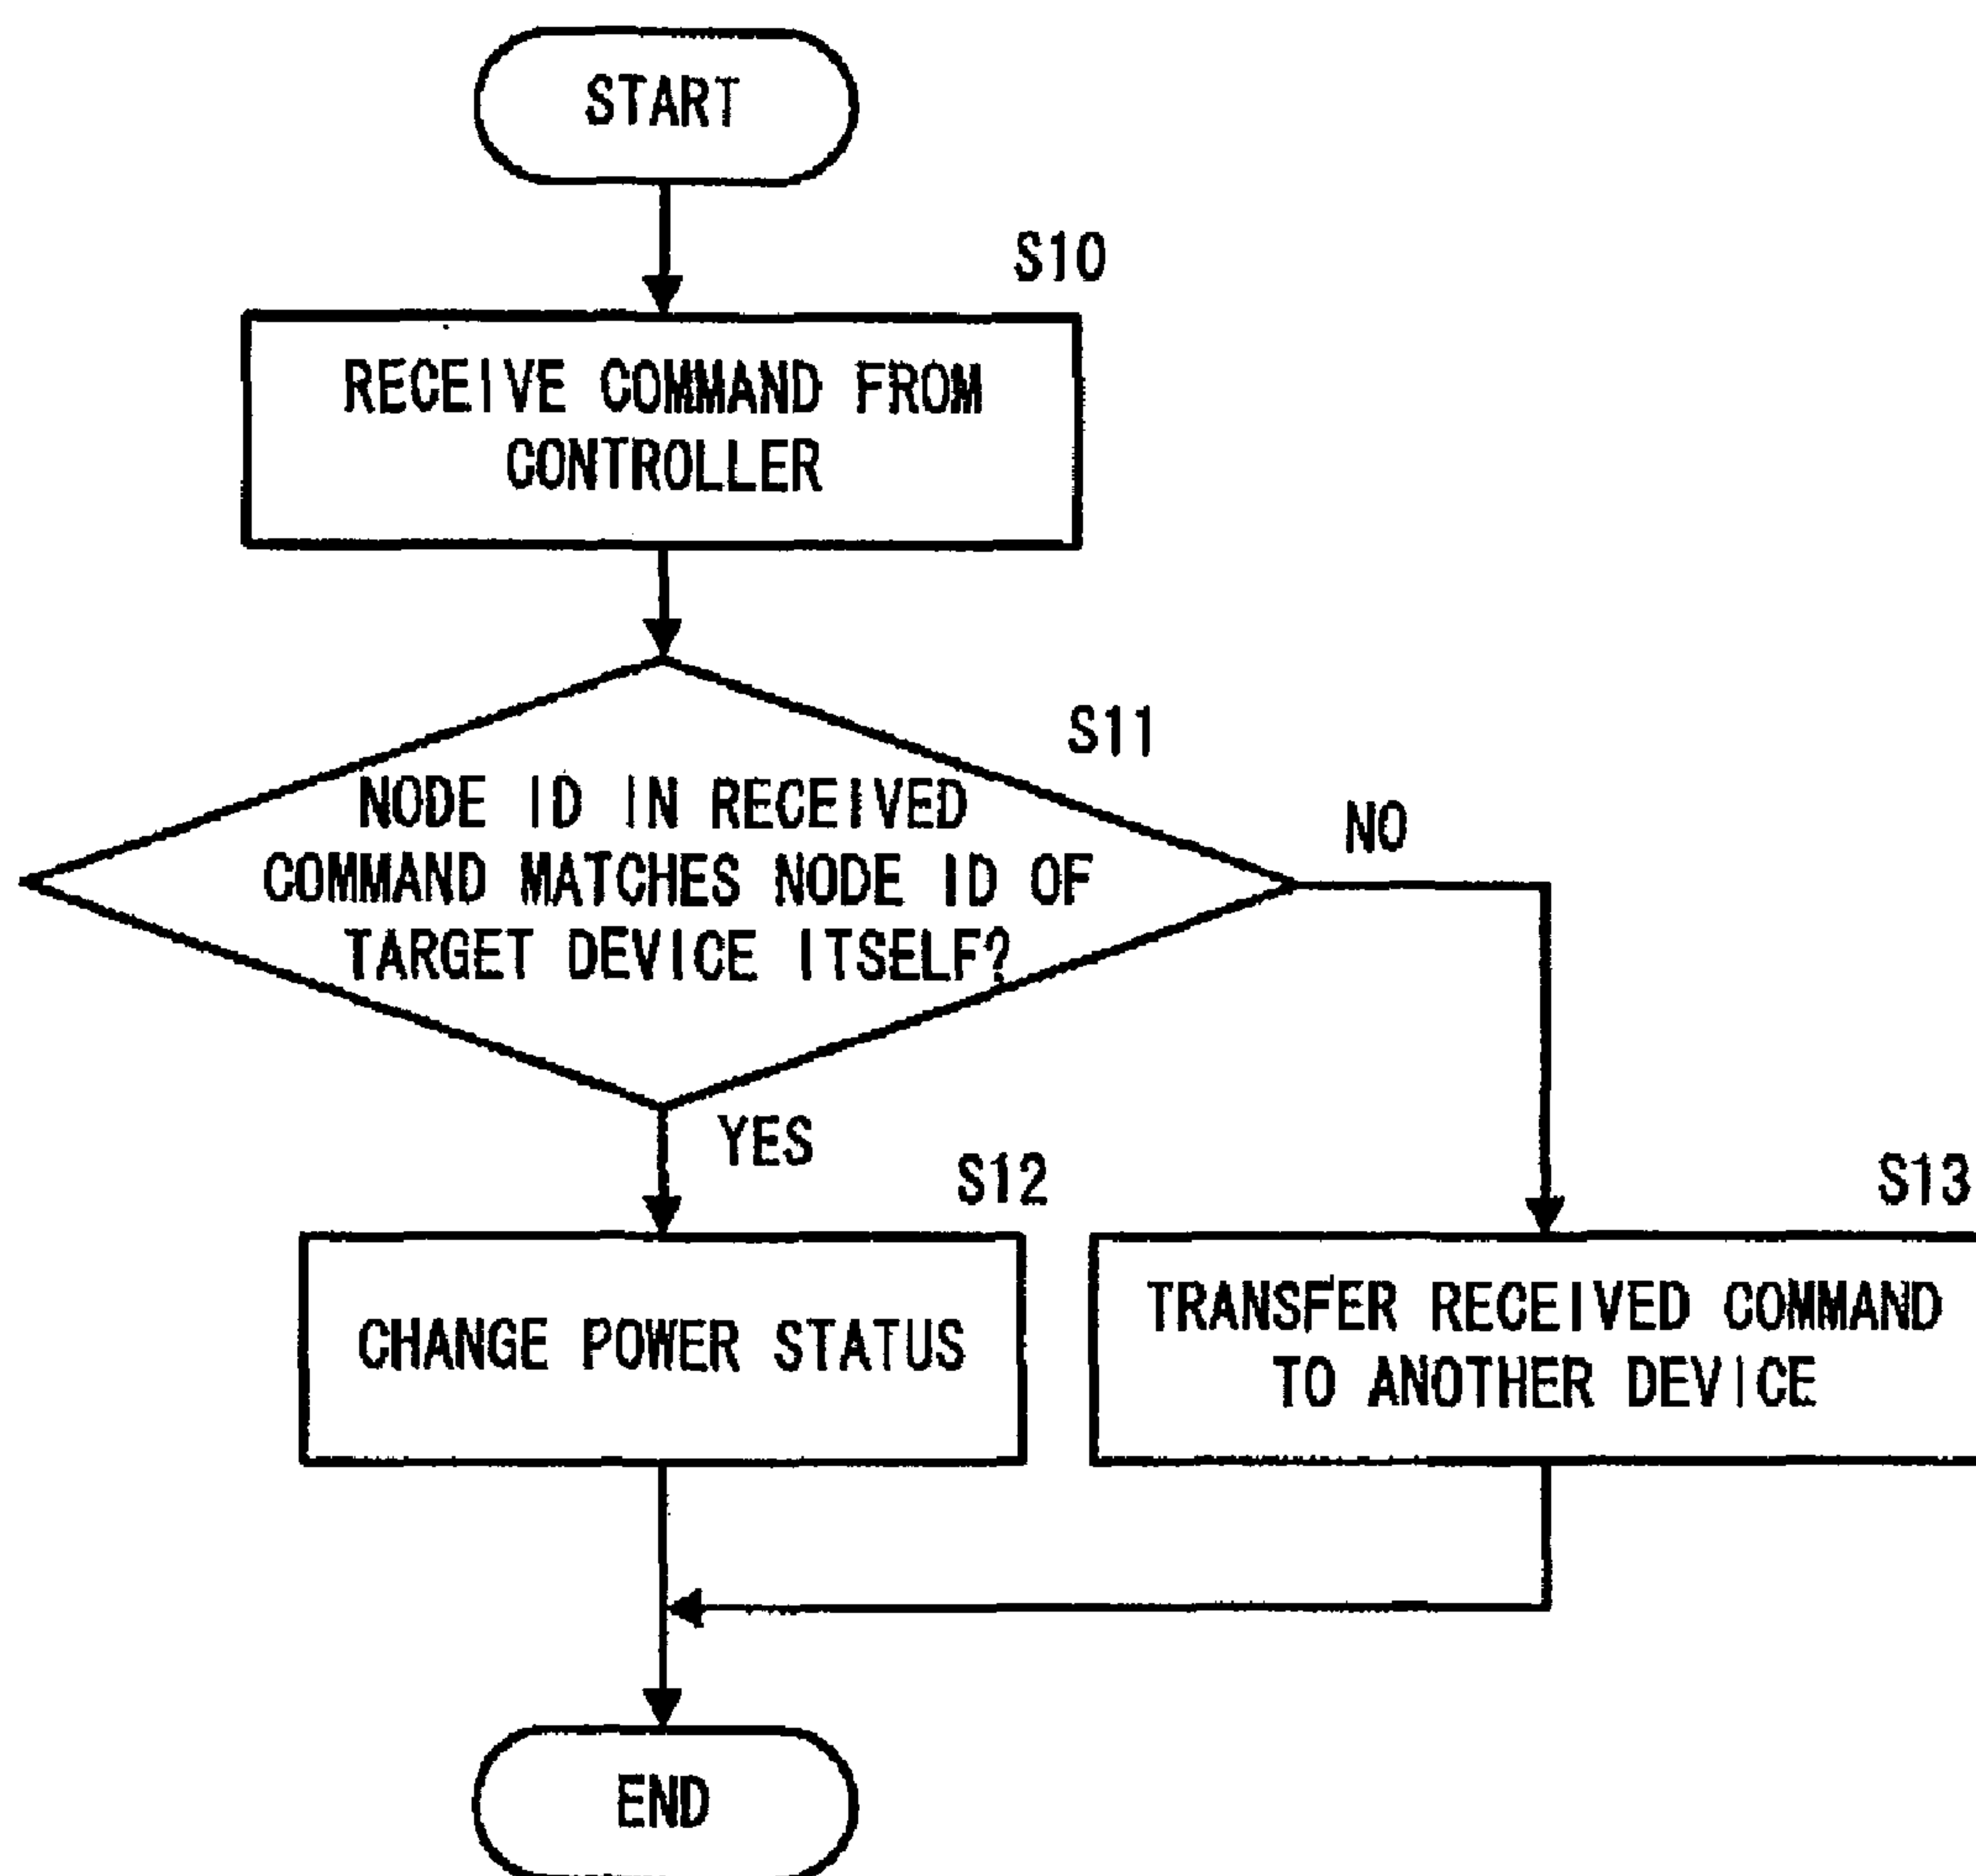 START
S10
RECEIVE COMMAND FROM
CONTROLLER
S11
NODE ID IN RECEIVED
COMMAND MATCHES NODE ID OF
TARGET DEVICE ITSELF?
NO
YES
S12
S13
CHANGE POWER STATUS
TRANSFER RECEIVED COMMAND
TO ANOTHER DEVICE
END